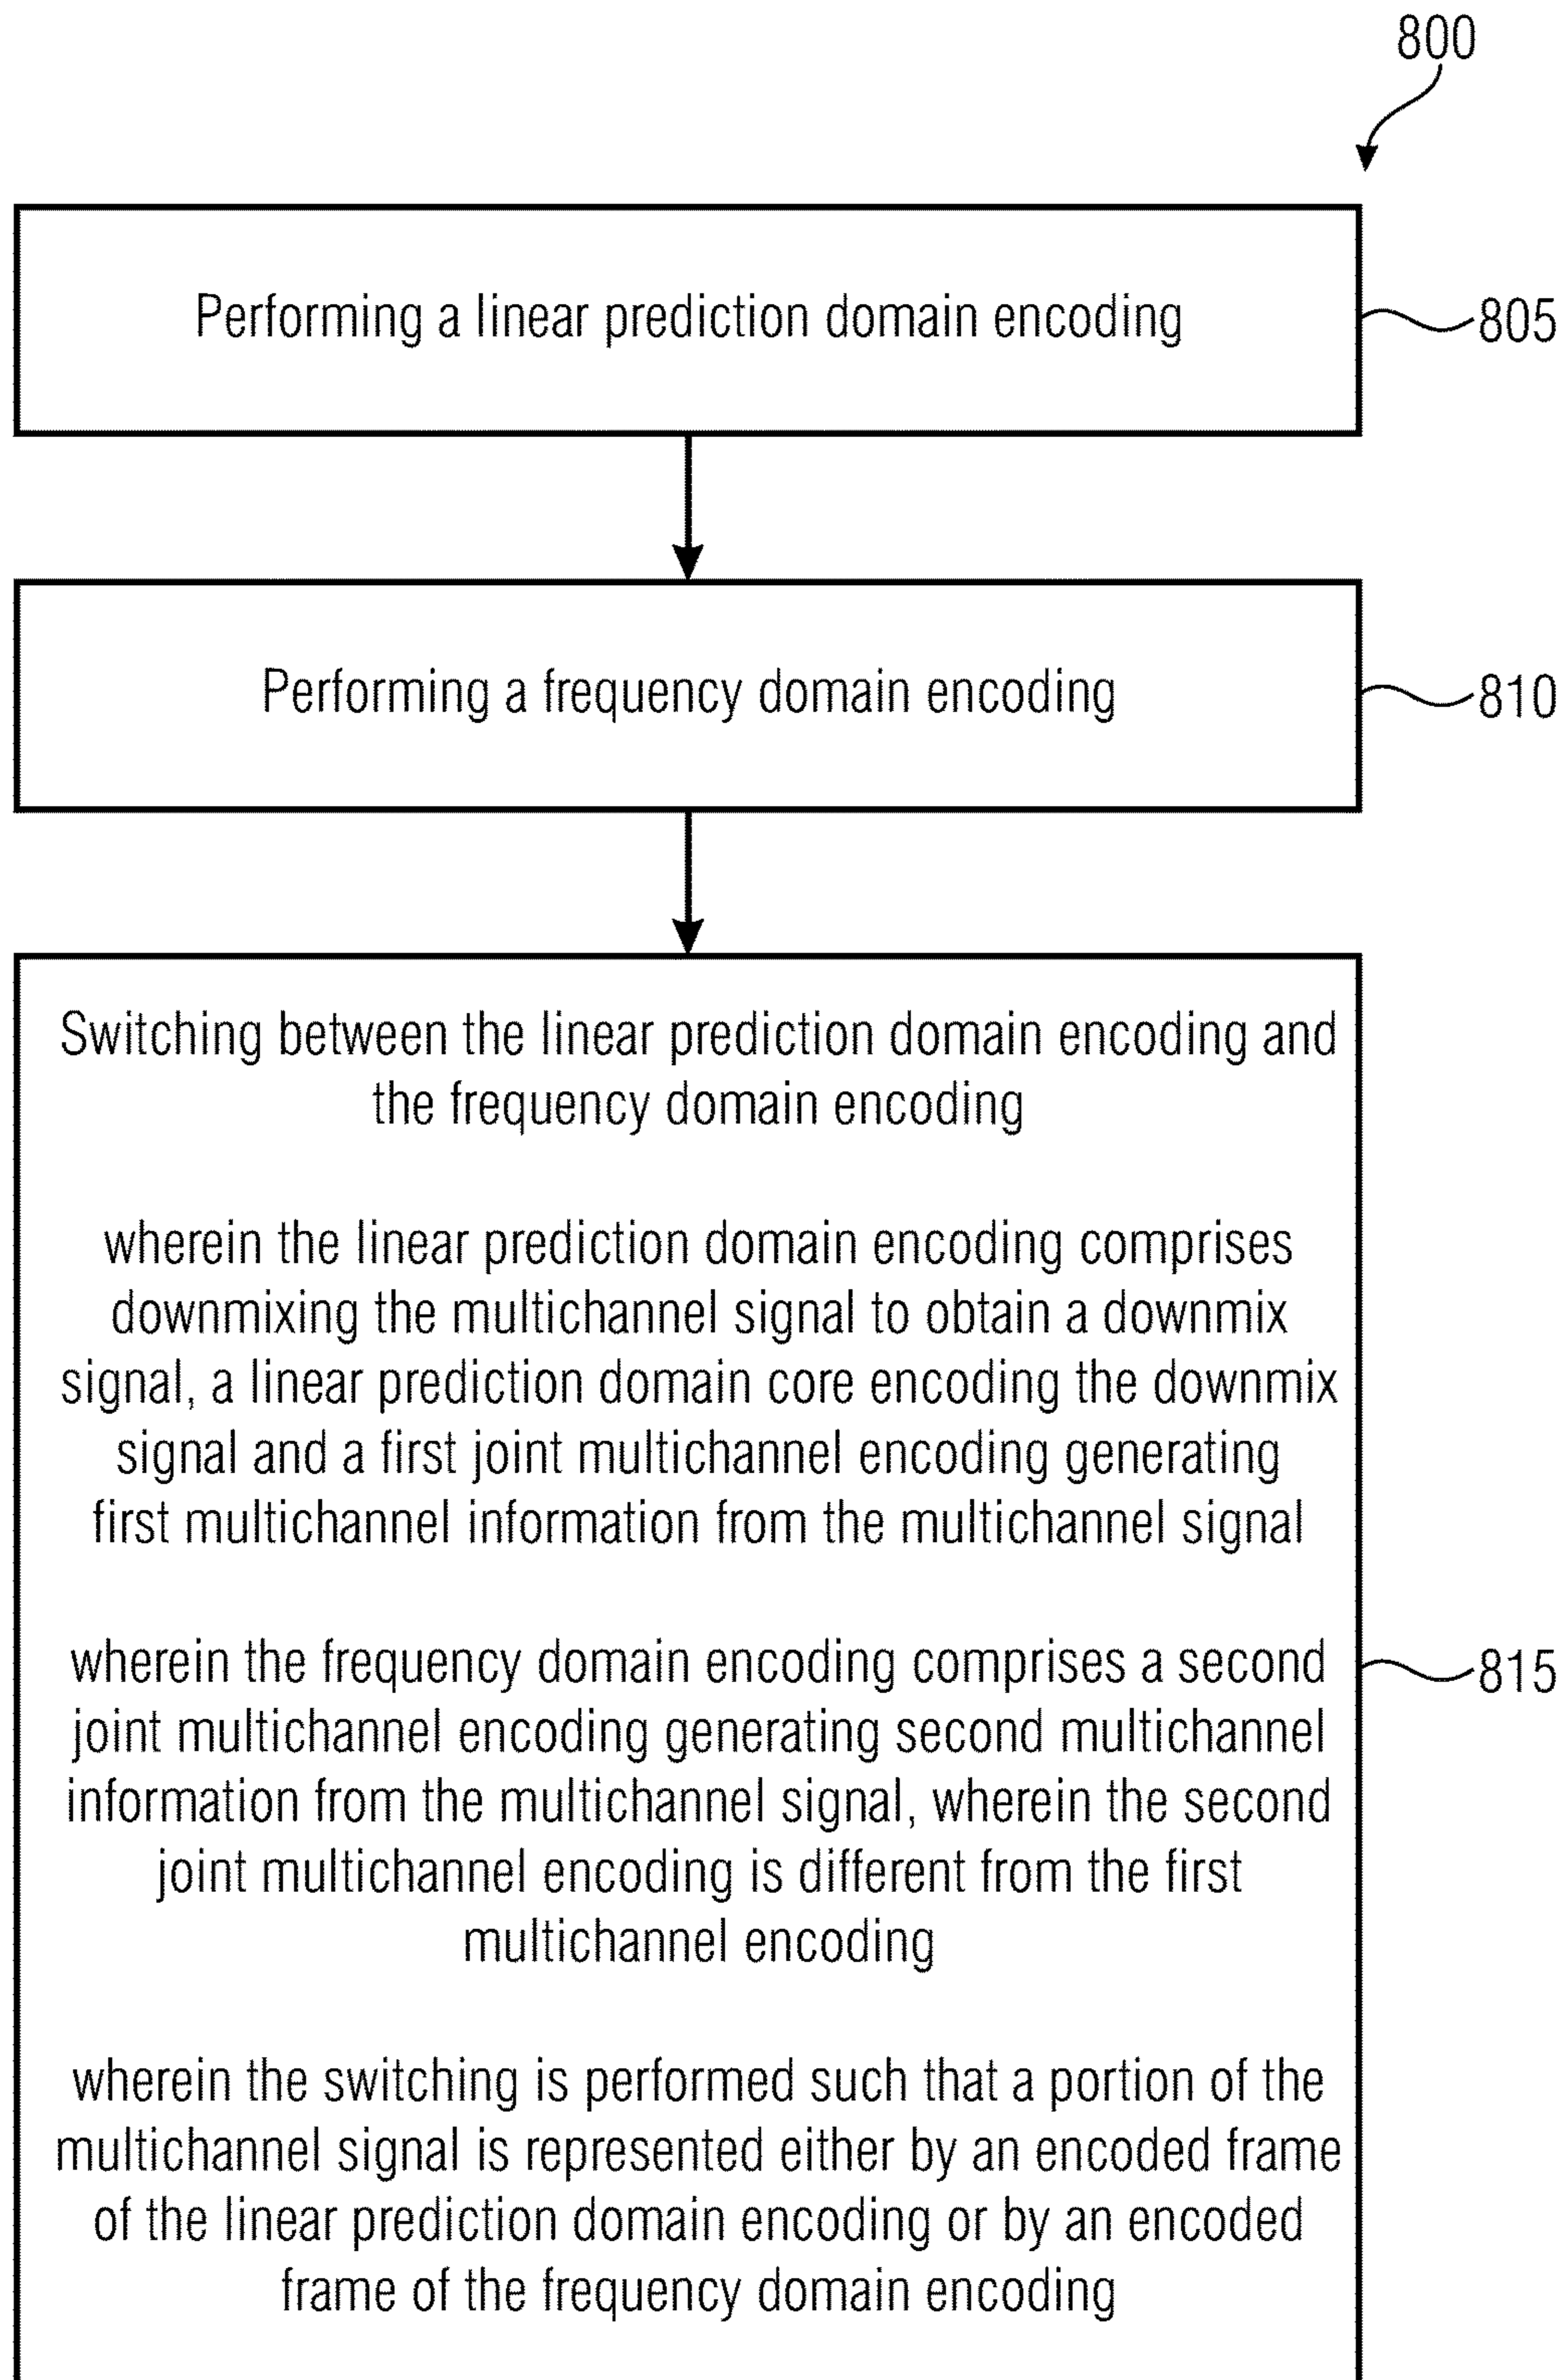 800
Performing a linear prediction domain encoding
805
Performing a frequency domain encoding
810
Switching between the linear prediction domain encoding and
the frequency domain encoding
wherein the linear prediction domain encoding comprises
downmixing the multichannel signal to obtain a downmix
signal, a linear prediction domain core encoding the downmix
signal and a first joint multichannel encoding generating
first multichannel information from the multichannel signal
wherein the frequency domain encoding comprises a second
joint multichannel encoding generating second multichannel
information from the multichannel signal, wherein the second
joint multichannel encoding is different from the first
multichannel encoding
wherein the switching is performed such that a portion of the
multichannel signal is represented either by an encoded frame
of the linear prediction domain encoding or by an encoded
frame of the frequency domain encoding
815